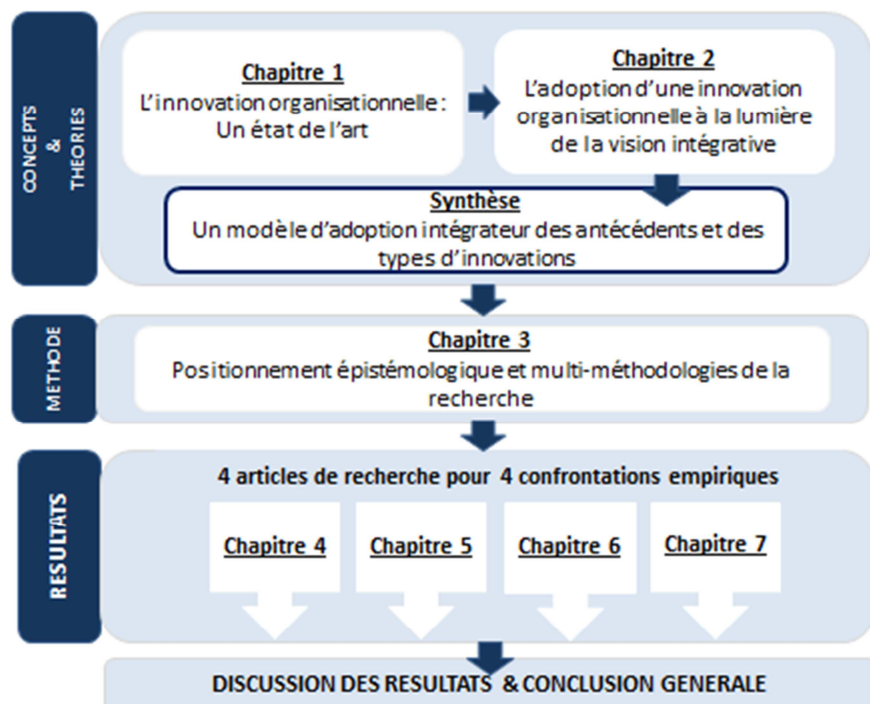 CONCEPTS
&
THEORIES
Chapitre 1
L'innovation organisationnelle :
Un état de l'art
Chapitre 2
L'adoption d'une innovation
organisationnelle à la lumière
de la vision intégrative
Synthèse
Un modèle d'adoption intégrateur des antécédents et des
types d'innovations
METHODE
Chapitre 3
Positionnement épistémologique et multi-méthodologies de la
recherche
RESULTATS
4 articles de recherche pour 4 confrontations empiriques
Chapitre 4
Chapitre 5
Chapitre 6
Chapitre 7
DISCUSSION DES RESULTATS & CONCLUSION GENERALE